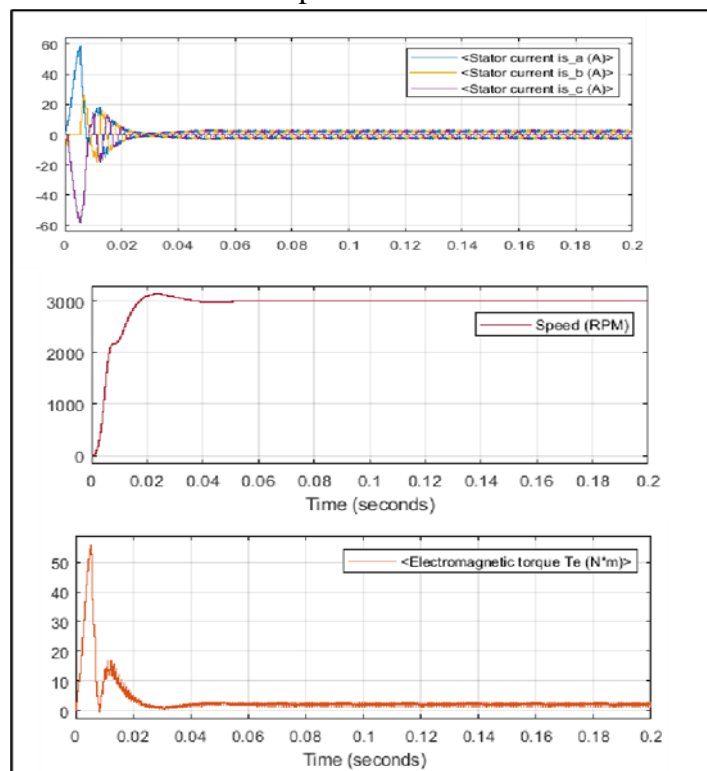 60
40
20
0
-20
-40
-60
<Stator current is_a (A)>
<Stator current is_b (A)>
<Stator current is_c (A)>
0 0.02 0.04 0.06 0.08 0.1 0.12 0.14 0.16 0.18 0.2
3000
2000
1000
0
Speed (RPM)
0 0.02 0.04 0.06 0.08 0.1 0.12 0.14 0.16 0.18 0.2
Time (seconds)
50
40
30
20
10
0
<Electromagnetic torque Te (N*m)>
0 0.02 0.04 0.06 0.08 0.1 0.12 0.14 0.16 0.18 0.2
Time (seconds)